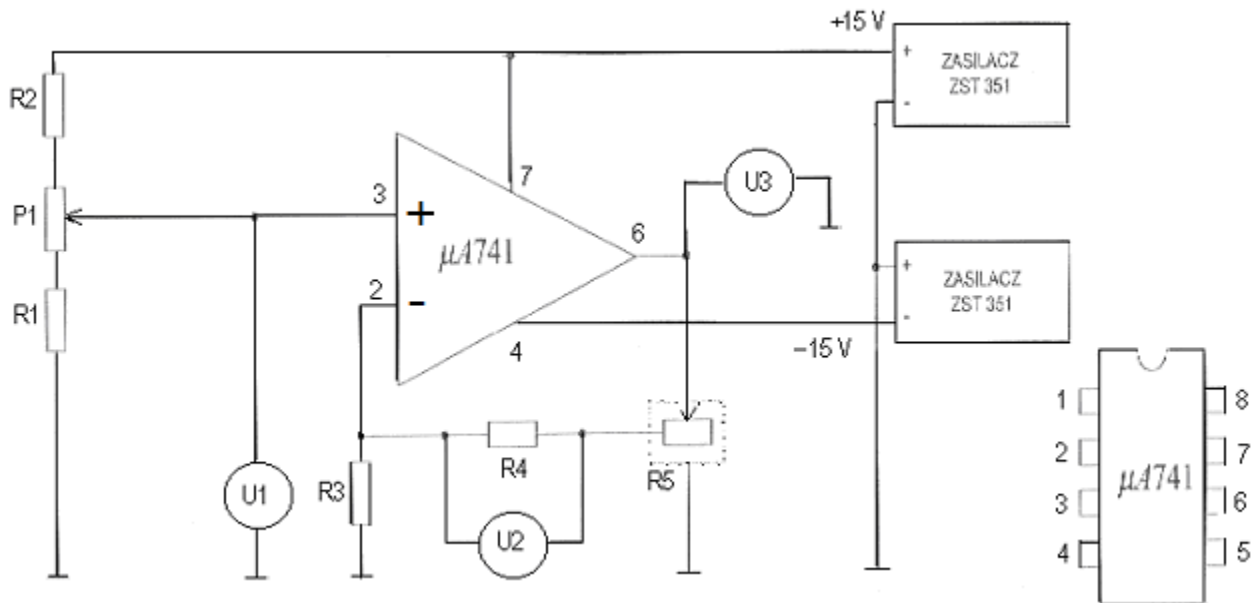 +15 V
+
ZASILACZ
ZST 351
-
R2
P1
R1
3
+
7
μA741
6
U3
2
-
4
+
ZASILACZ
ZST 351
-
–15 V
R3
R4
R5
U1
U2
1
2
3
4
μA741
8
7
6
5